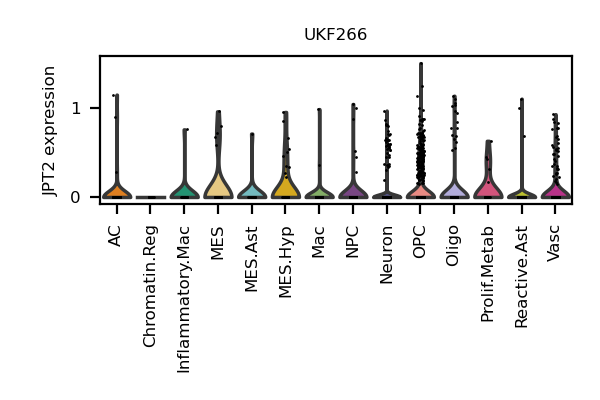 UKF266
JPT2 expression
1
0
AC
Chromatin.Reg
Inflammatory.Mac
MES
MES.Ast
MES.Hyp
Mac
NPC
Neuron
OPC
Oligo
Prolif.Metab
Reactive.Ast
Vasc